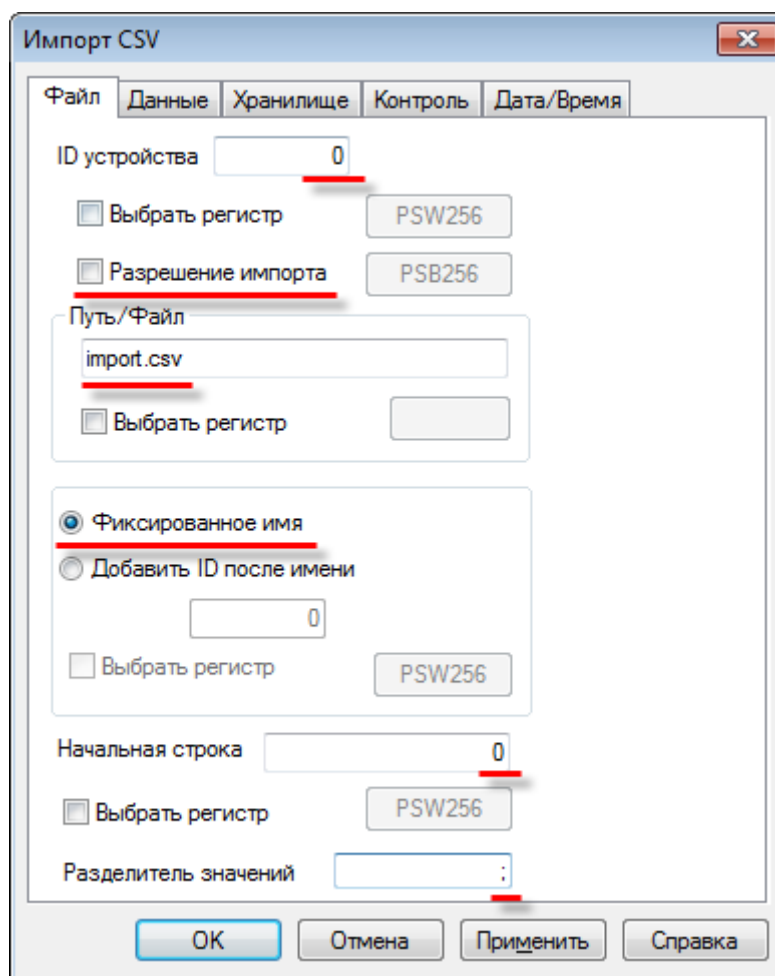 Импорт CSV
Файл Данные Хранилище Контроль Дата/Время
ID устройства 0
Выбрать регистр PSW256
Разрешение импорта PSB256
Путь/Файл
import.csv
Выбрать регистр
Фиксированное имя
Добавить ID после имени
0
Выбрать регистр PSW256
Начальная строка 0
Выбрать регистр PSW256
Разделитель значений ;
OK Отмена Применить Справка